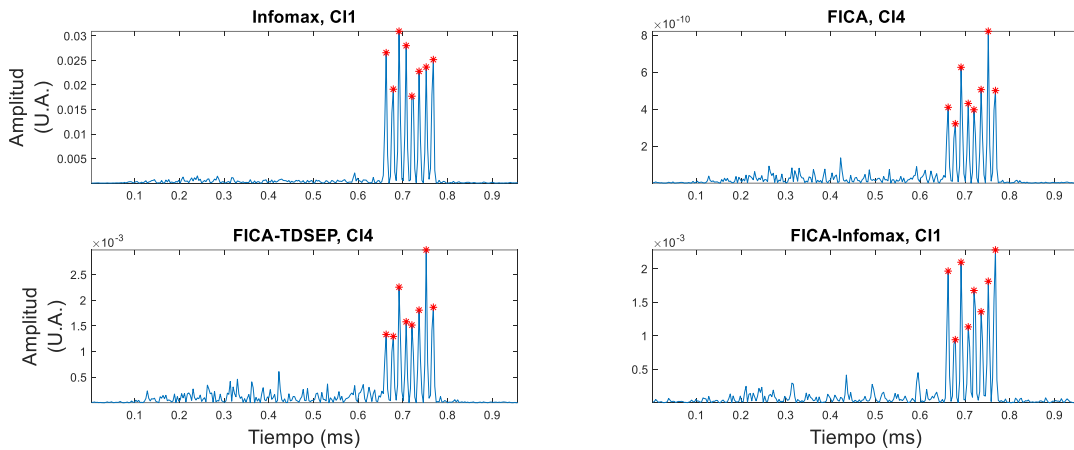 Infomax, CI1
Amplitud
(U.A.)
0.03
0.025
0.02
0.015
0.01
0.005
0.1 0.2 0.3 0.4 0.5 0.6 0.7 0.8 0.9
FICA, CI4
×10⁻¹⁰
8
6
4
2
0.1 0.2 0.3 0.4 0.5 0.6 0.7 0.8 0.9
FICA-TDSEP, CI4
×10⁻³
Amplitud
(U.A.)
2.5
2
1.5
1
0.5
0.1 0.2 0.3 0.4 0.5 0.6 0.7 0.8 0.9
Tiempo (ms)
FICA-Infomax, CI1
×10⁻³
2
1.5
1
0.5
0.1 0.2 0.3 0.4 0.5 0.6 0.7 0.8 0.9
Tiempo (ms)